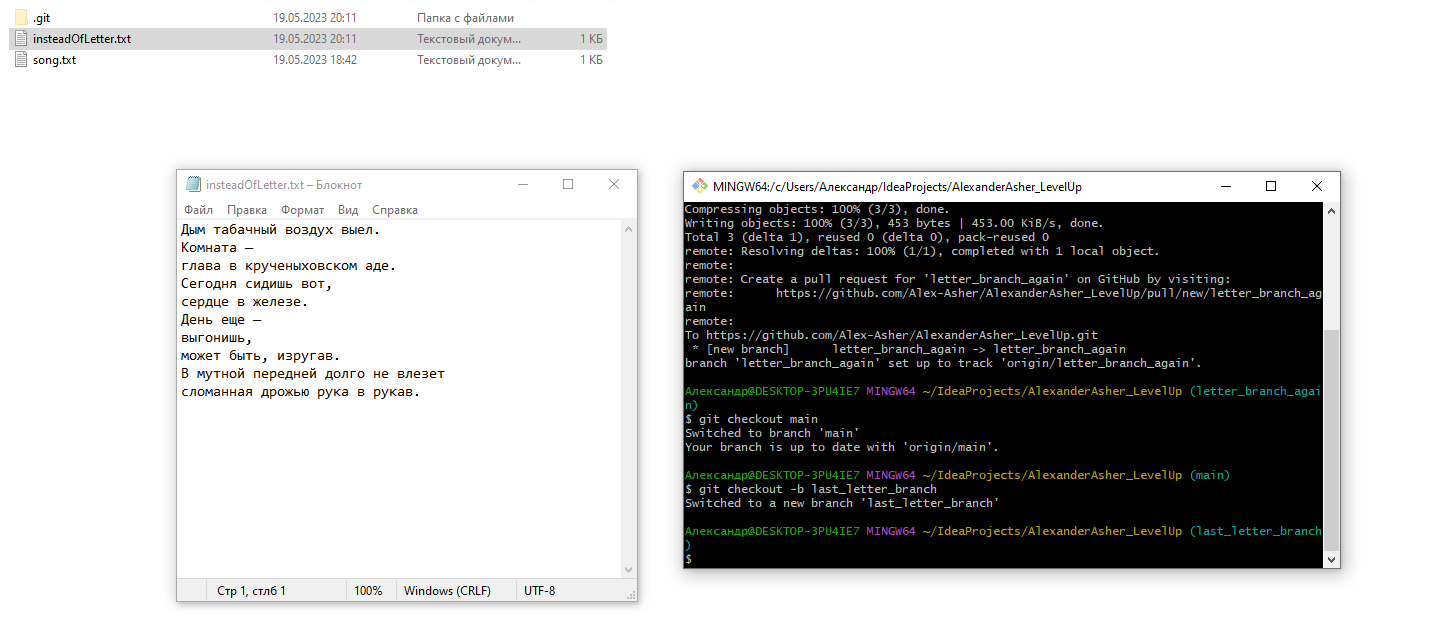 .git 19.05.2023 20:11 Папка с файлами
insteadOfLetter.txt 19.05.2023 20:11 Текстовый докум... 1 КБ
song.txt 19.05.2023 18:42 Текстовый докум... 1 КБ
insteadOfLetter.txt – Блокнот
Файл Правка Формат Вид Справка
Дым табачный воздух выел.
Комната —
глава в крученыховском аде.
Сегодня сидишь вот,
сердце в железе.
День еще —
выгонишь,
может быть, изругав.
В мутной передней долго не влезет
сломанная дрожью рука в рукав.
Стр 1, стлб 1 100% Windows (CRLF) UTF-8
MINGW64:/c/Users/Александр/IdeaProjects/AlexanderAsher_LevelUp
Compressing objects: 100% (3/3), done.
Writing objects: 100% (3/3), 453 bytes | 453.00 KiB/s, done.
Total 3 (delta 1), reused 0 (delta 0), pack-reused 0
remote: Resolving deltas: 100% (1/1), completed with 1 local object.
remote:
remote: Create a pull request for 'letter_branch_again' on GitHub by visiting:
remote:      https://github.com/Alex-Asher/AlexanderAsher_LevelUp/pull/new/letter_branch_ag
ain
remote:
To https://github.com/Alex-Asher/AlexanderAsher_LevelUp.git
 * [new branch]      letter_branch_again -> letter_branch_again
branch 'letter_branch_again' set up to track 'origin/letter_branch_again'.
Александр@DESKTOP-3PU4IE7 MINGW64 ~/IdeaProjects/AlexanderAsher_LevelUp (letter_branch_agai
n)
$ git checkout main
Switched to branch 'main'
Your branch is up to date with 'origin/main'.
Александр@DESKTOP-3PU4IE7 MINGW64 ~/IdeaProjects/AlexanderAsher_LevelUp (main)
$ git checkout -b last_letter_branch
Switched to a new branch 'last_letter_branch'
Александр@DESKTOP-3PU4IE7 MINGW64 ~/IdeaProjects/AlexanderAsher_LevelUp (last_letter_branch
)
$